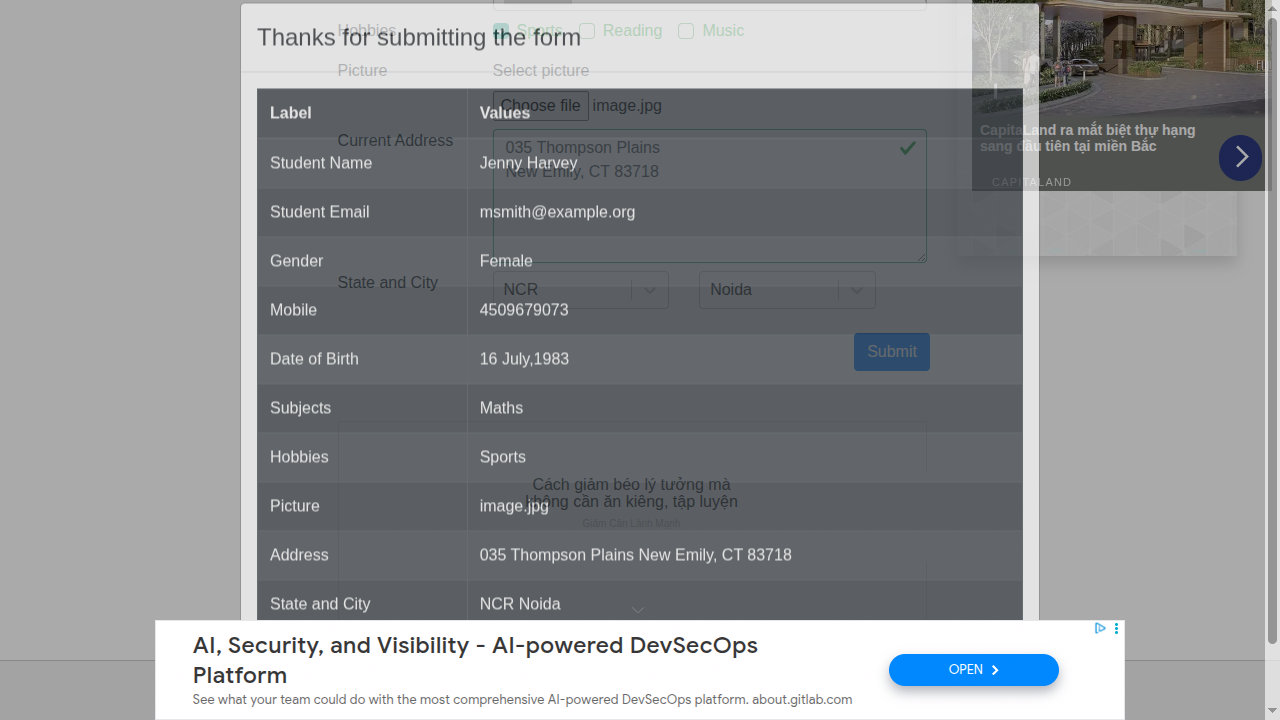 Thanks for submitting the form
Hobbies
Sports
Reading
Music
Picture
Select picture
Choose file image.jpg
Current Address
035 Thompson Plains
New Emily, CT 83718
State and City
NCR
Noida
Submit
Label Values
Student Name Jenny Harvey
Student Email msmith@example.org
Gender Female
Mobile 4509679073
Date of Birth 16 July,1983
Subjects Maths
Hobbies Sports
Picture image.jpg
Address 035 Thompson Plains New Emily, CT 83718
State and City NCR Noida
CapitaLand ra mắt biệt thự hạng
sang đầu tiên tại miền Bắc
CAPITALAND
Cách giảm béo lý tưởng mà
không cần ăn kiêng, tập luyện
Giảm Cân Lành Mạnh
AI, Security, and Visibility - AI-powered DevSecOps
Platform
See what your team could do with the most comprehensive AI-powered DevSecOps platform. about.gitlab.com
OPEN